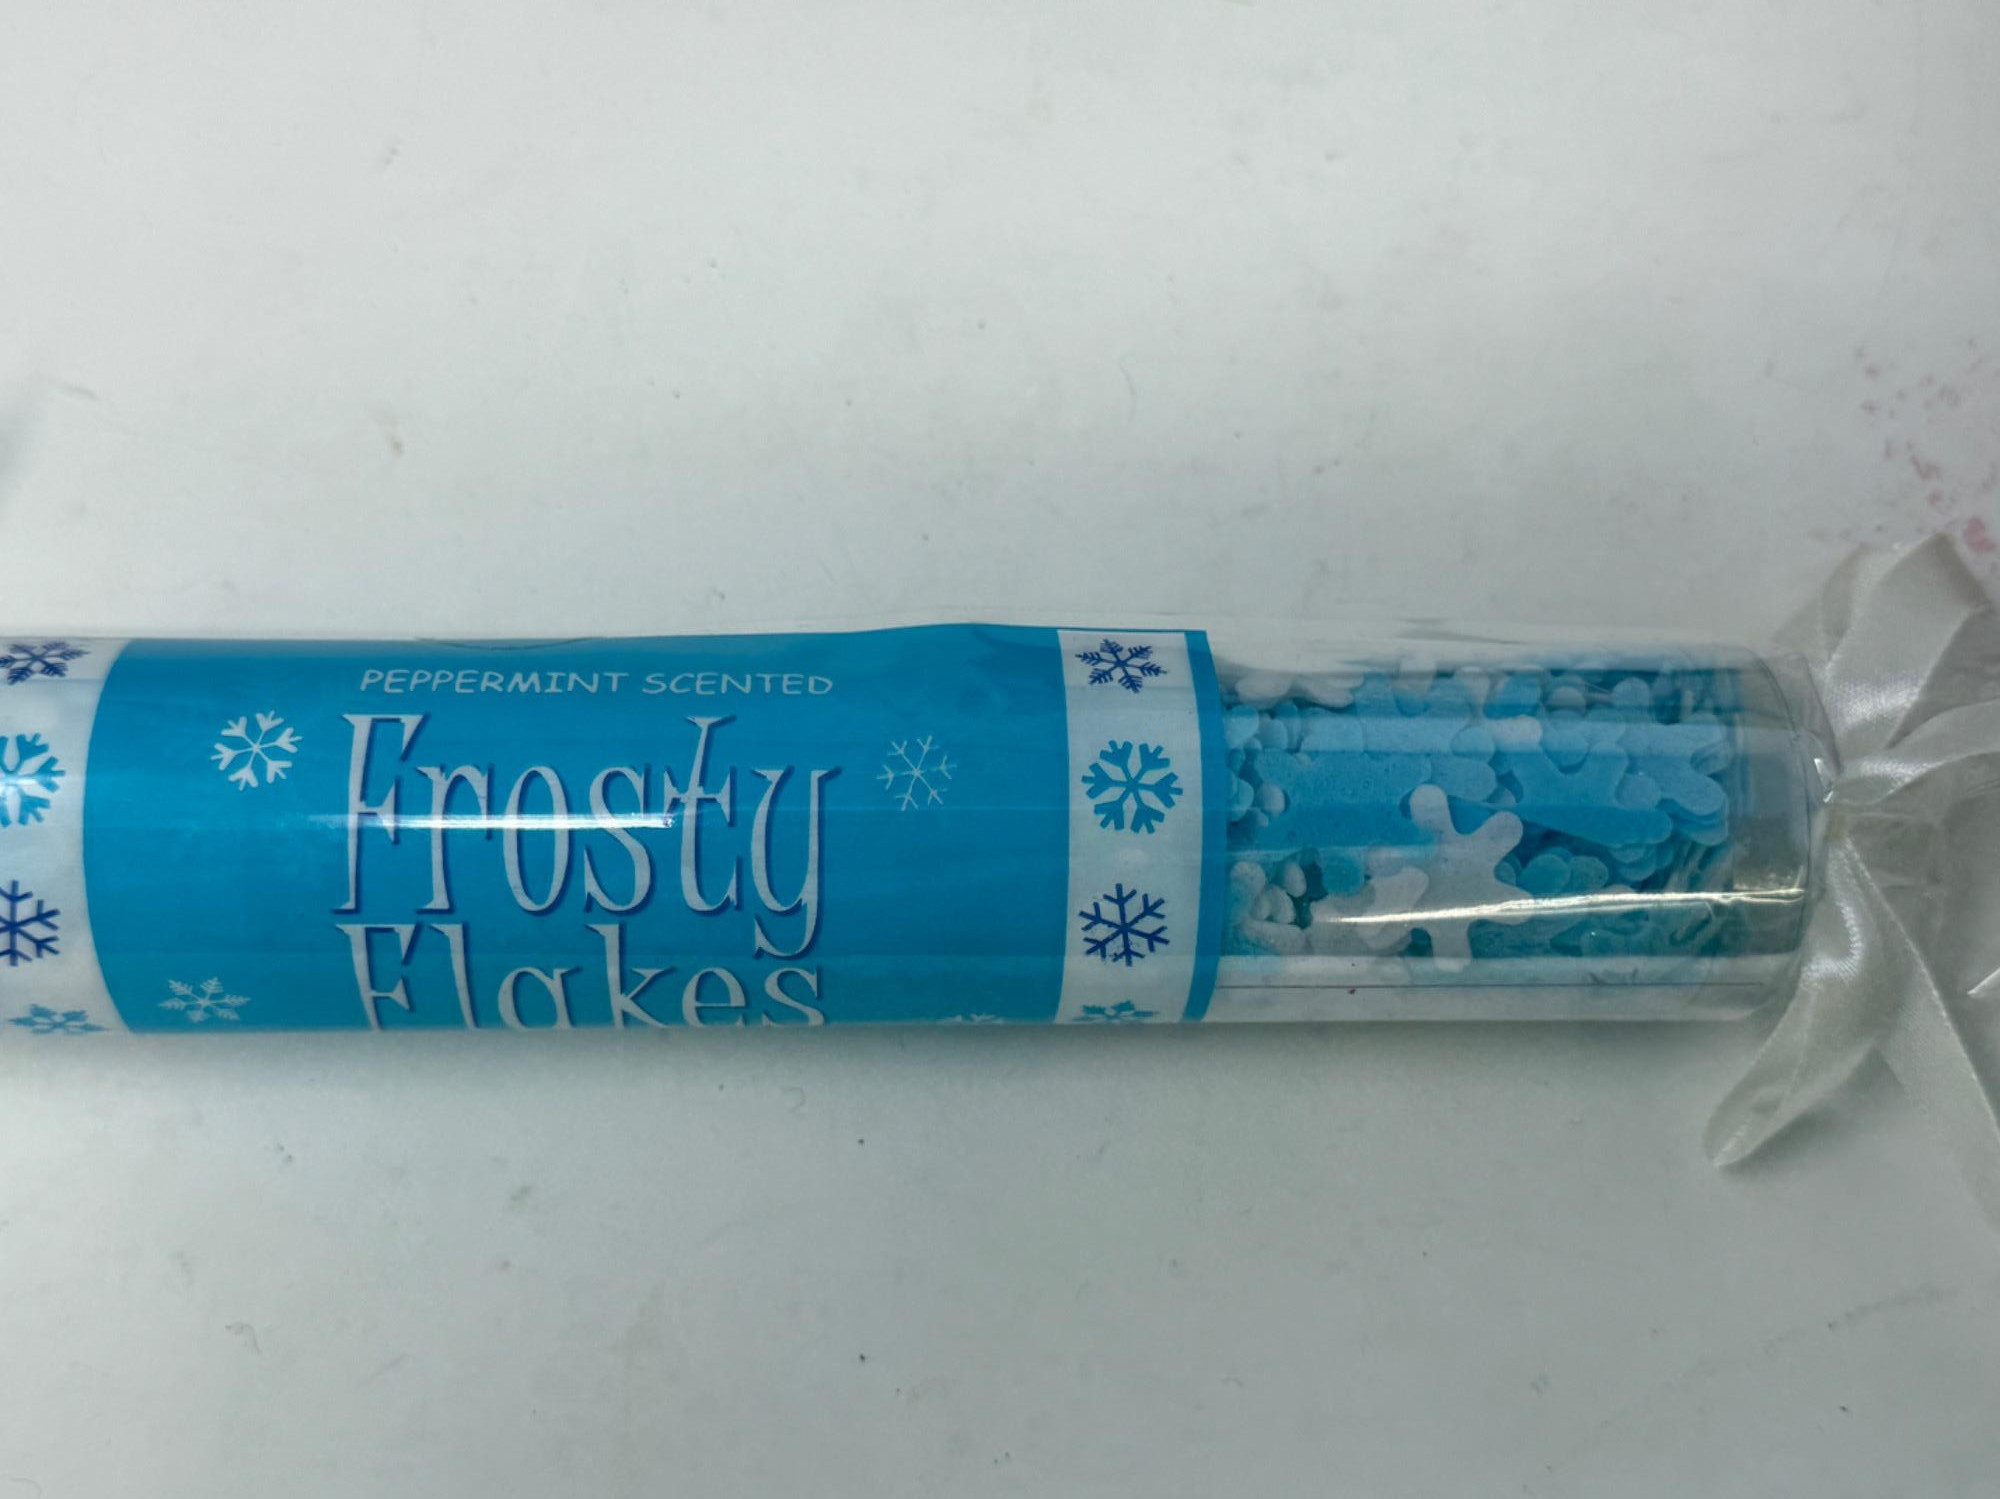 PEPPERMINT SCENTED
Frosty
Flakes